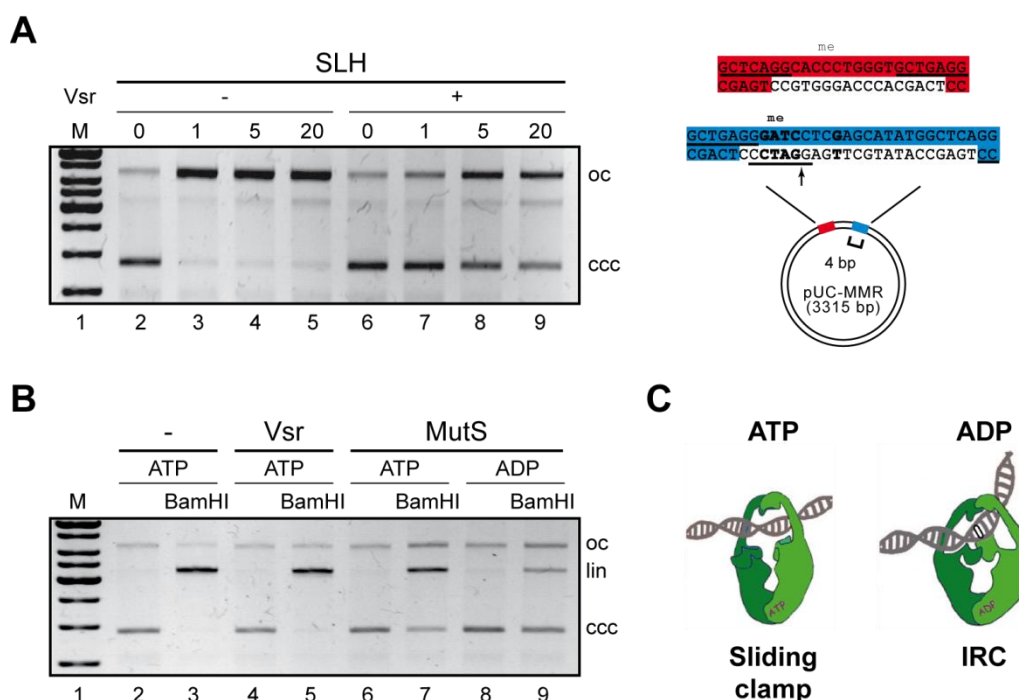 A
SLH
Vsr - +
M 0 1 5 20 0 1 5 20
oc
ccc
1 2 3 4 5 6 7 8 9
me
GCTCAGGCACCCTGGGTGCTGAGG
CGAGTCCGTGGGACCCACGACTCC
me
GCTGAGGGATCCTCGAGCATATGGCTCAGG
CGACTCCCTAGGAGTTCGTATACCGAGTCC
4 bp
pUC-MMR
(3315 bp)
B
- Vsr MutS
ATP ATP ATP ADP
M BamHI BamHI BamHI BamHI
oc
lin
ccc
1 2 3 4 5 6 7 8 9
C
ATP ADP
ATP ADP
Sliding clamp
IRC